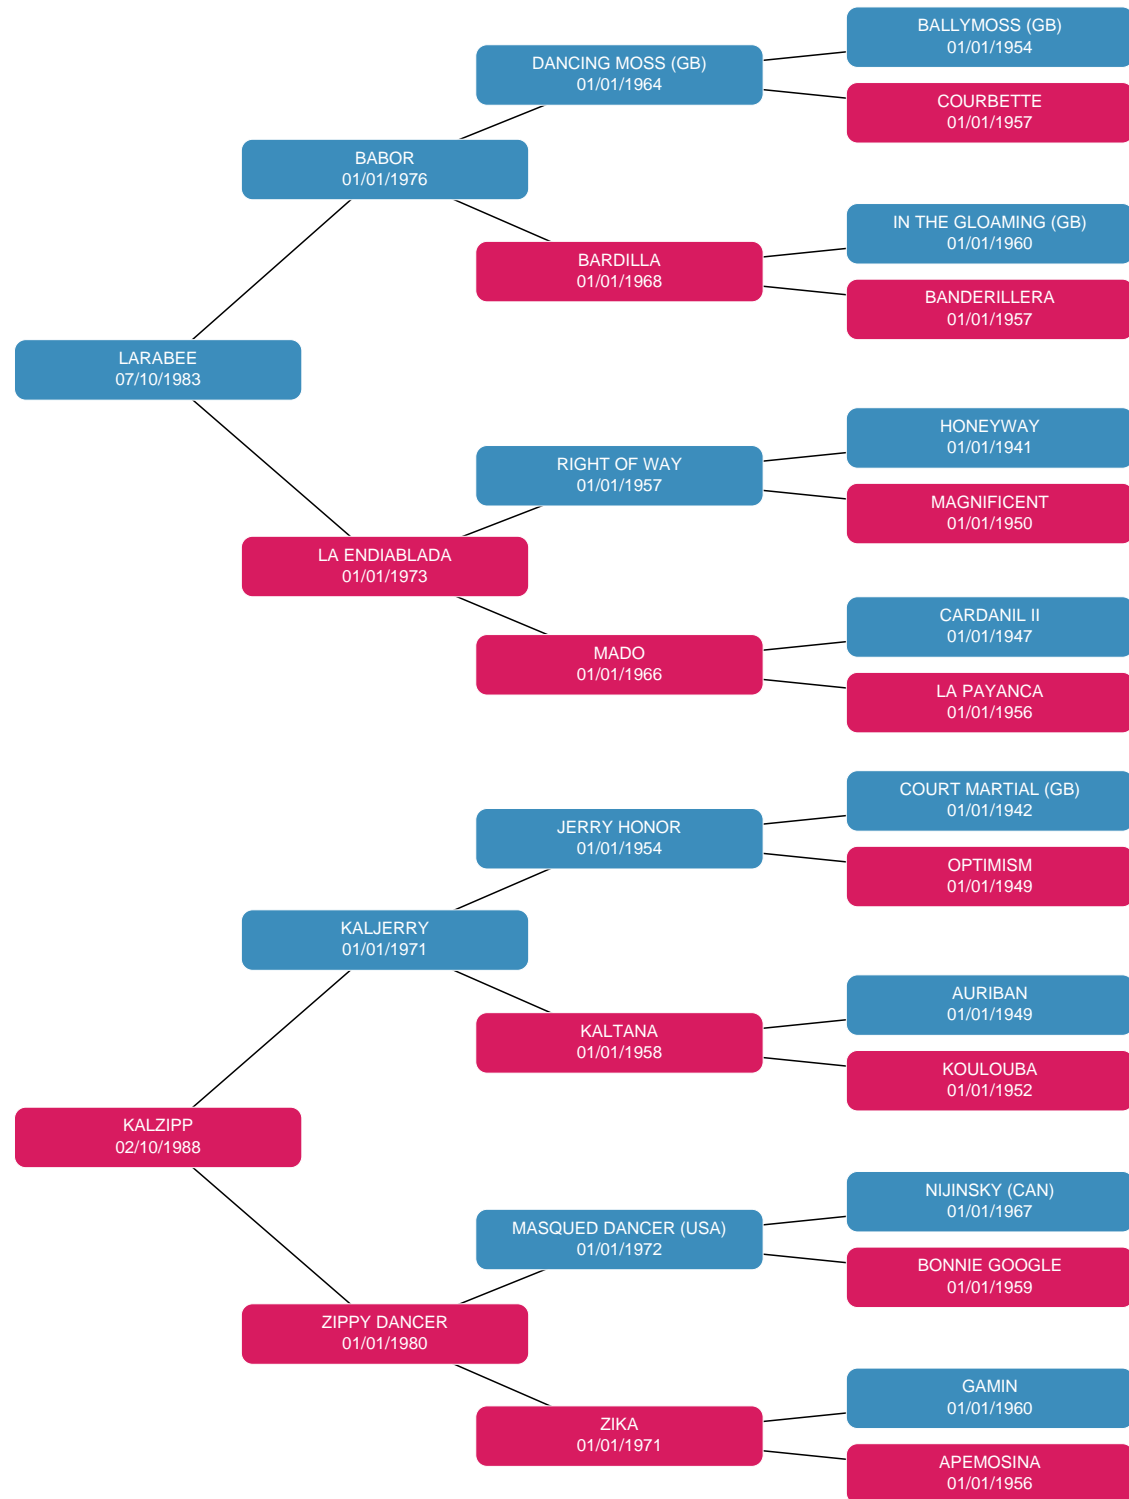 BALLYMOSS (GB)
01/01/1954
DANCING MOSS (GB)
01/01/1964
COURBETTE
01/01/1957
BABOR
01/01/1976
IN THE GLOAMING (GB)
01/01/1960
BARDILLA
01/01/1968
BANDERILLERA
01/01/1957
LARABEE
07/10/1983
HONEYWAY
01/01/1941
RIGHT OF WAY
01/01/1957
MAGNIFICENT
01/01/1950
LA ENDIABLADA
01/01/1973
CARDANIL II
01/01/1947
MADO
01/01/1966
LA PAYANCA
01/01/1956
COURT MARTIAL (GB)
01/01/1942
JERRY HONOR
01/01/1954
OPTIMISM
01/01/1949
KALJERRY
01/01/1971
AURIBAN
01/01/1949
KALTANA
01/01/1958
KOULOUBA
01/01/1952
KALZIPP
02/10/1988
NIJINSKY (CAN)
01/01/1967
MASQUED DANCER (USA)
01/01/1972
BONNIE GOOGLE
01/01/1959
ZIPPY DANCER
01/01/1980
GAMIN
01/01/1960
ZIKA
01/01/1971
APEMOSINA
01/01/1956